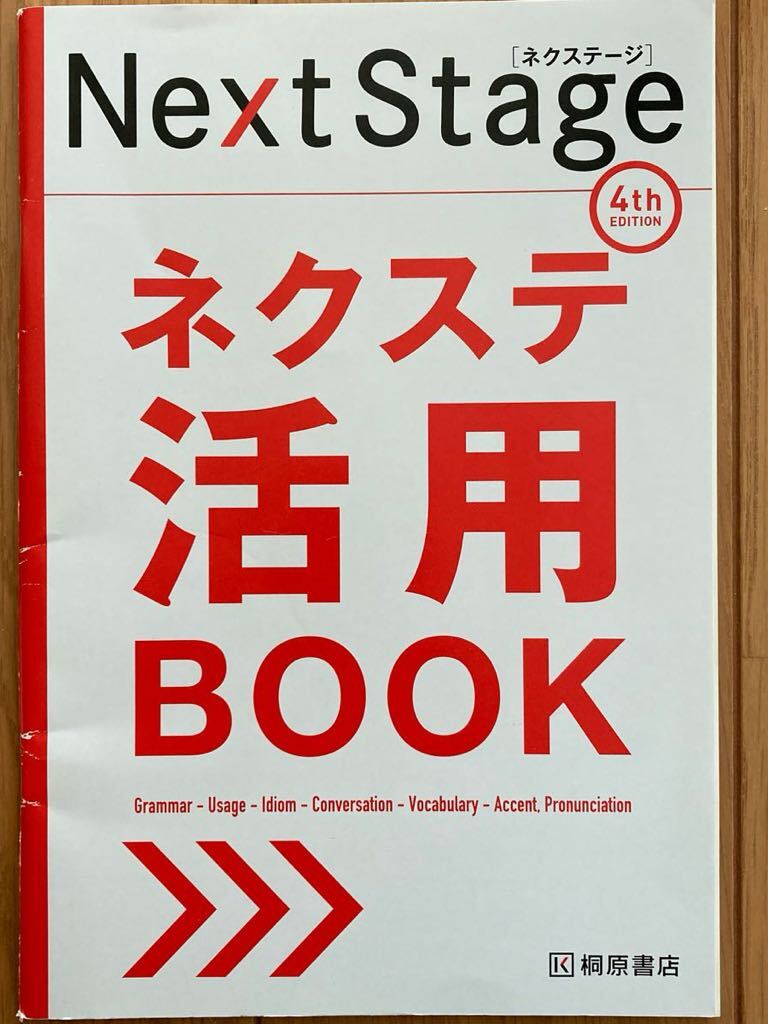 [ネクステージ]
Next Stage
4th
EDITION
ネクステ
活用
BOOK
Grammar – Usage – Idiom – Conversation – Vocabulary – Accent, Pronunciation
K 桐原書店